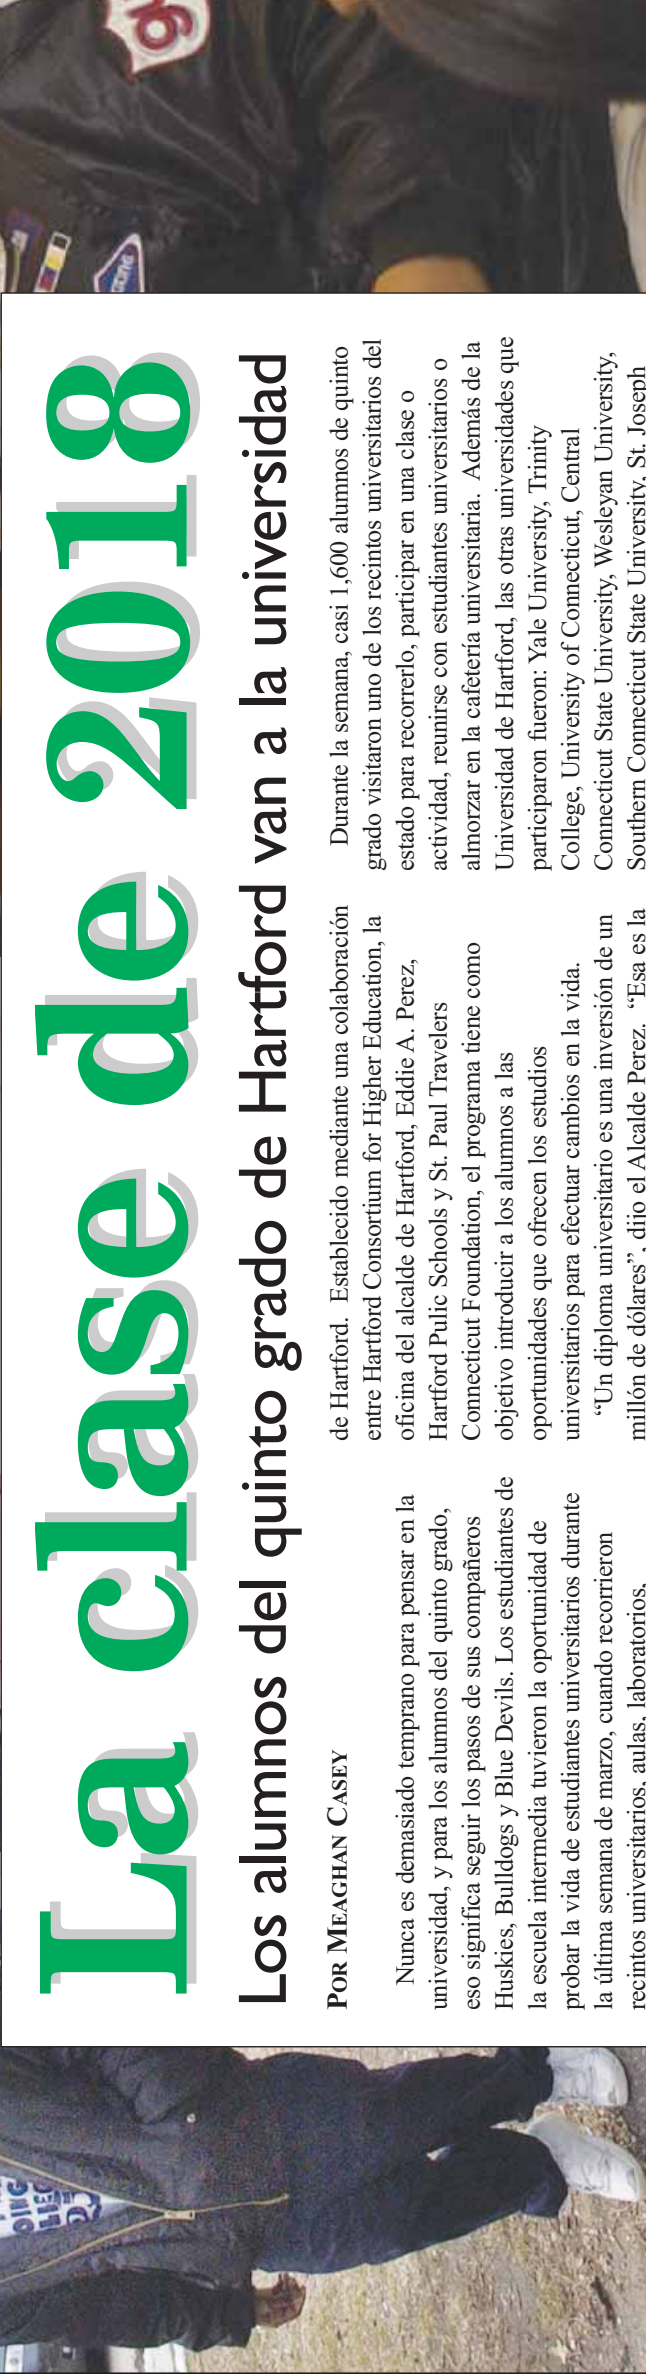 La clase de 2018
Los alumnos del quinto grado de Hartford van a la universidad
POR MEAGHAN CASEY
Nunca es demasiado temprano para pensar en la
universidad, y para los alumnos del quinto grado,
eso significa seguir los pasos de sus compañeros
Huskies, Bulldogs y Blue Devils. Los estudiantes de
la escuela intermedia tuvieron la oportunidad de
probar la vida de estudiantes universitarios durante
la última semana de marzo, cuando recorrieron
recintos universitarios, aulas, laboratorios,
de Hartford. Establecido mediante una colaboración
entre Hartford Consortium for Higher Education, la
oficina del alcalde de Hartford, Eddie A. Perez,
Hartford Pulic Schools y St. Paul Travelers
Connecticut Foundation, el programa tiene como
objetivo introducir a los alumnos a las
oportunidades que ofrecen los estudios
universitarios para efectuar cambios en la vida.
“Un diploma universitario es una inversión de un
millón de dólares”, dijo el Alcalde Perez. “Esa es la
Durante la semana, casi 1,600 alumnos de quinto
grado visitaron uno de los recintos universitarios del
estado para recorrerlo, participar en una clase o
actividad, reunirse con estudiantes universitarios o
almorzar en la cafetería universitaria. Además de la
Universidad de Hartford, las otras universidades que
participaron fueron: Yale University, Trinity
College, University of Connecticut, Central
Connecticut State University, Wesleyan University,
Southern Connecticut State University, St. Joseph